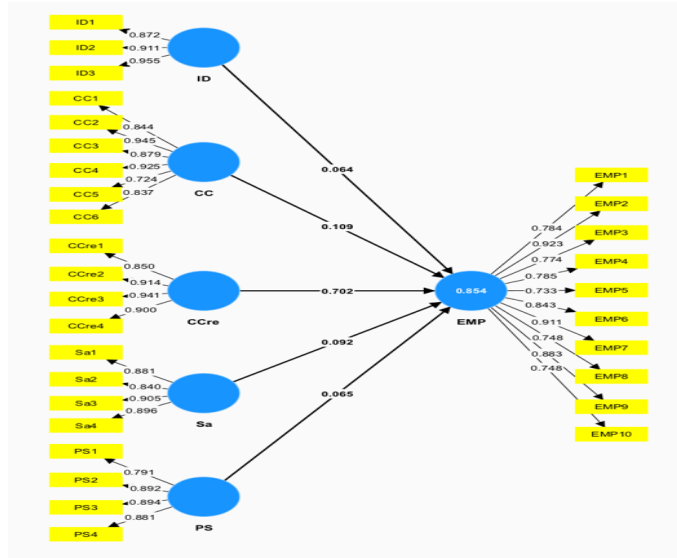 ID1
0.872
ID2
0.911
ID3
0.955
ID
CC1
CC2
0.844
0.945
CC3
0.879
CC4
0.925
CC5
0.724
CC6
0.837
CC
CCre1
0.850
CCre2
0.914
CCre3
0.941
CCre4
0.900
CCre
Sa1
0.881
Sa2
0.840
Sa3
0.905
Sa4
0.896
Sa
PS1
0.791
PS2
0.892
PS3
0.894
PS4
0.881
PS
0.064
0.109
0.702
0.092
0.065
0.854
EMP
EMP1
0.784
EMP2
0.923
EMP3
0.774
EMP4
0.785
EMP5
0.733
EMP6
0.843
EMP7
0.911
EMP8
0.748
EMP9
0.883
EMP10
0.748